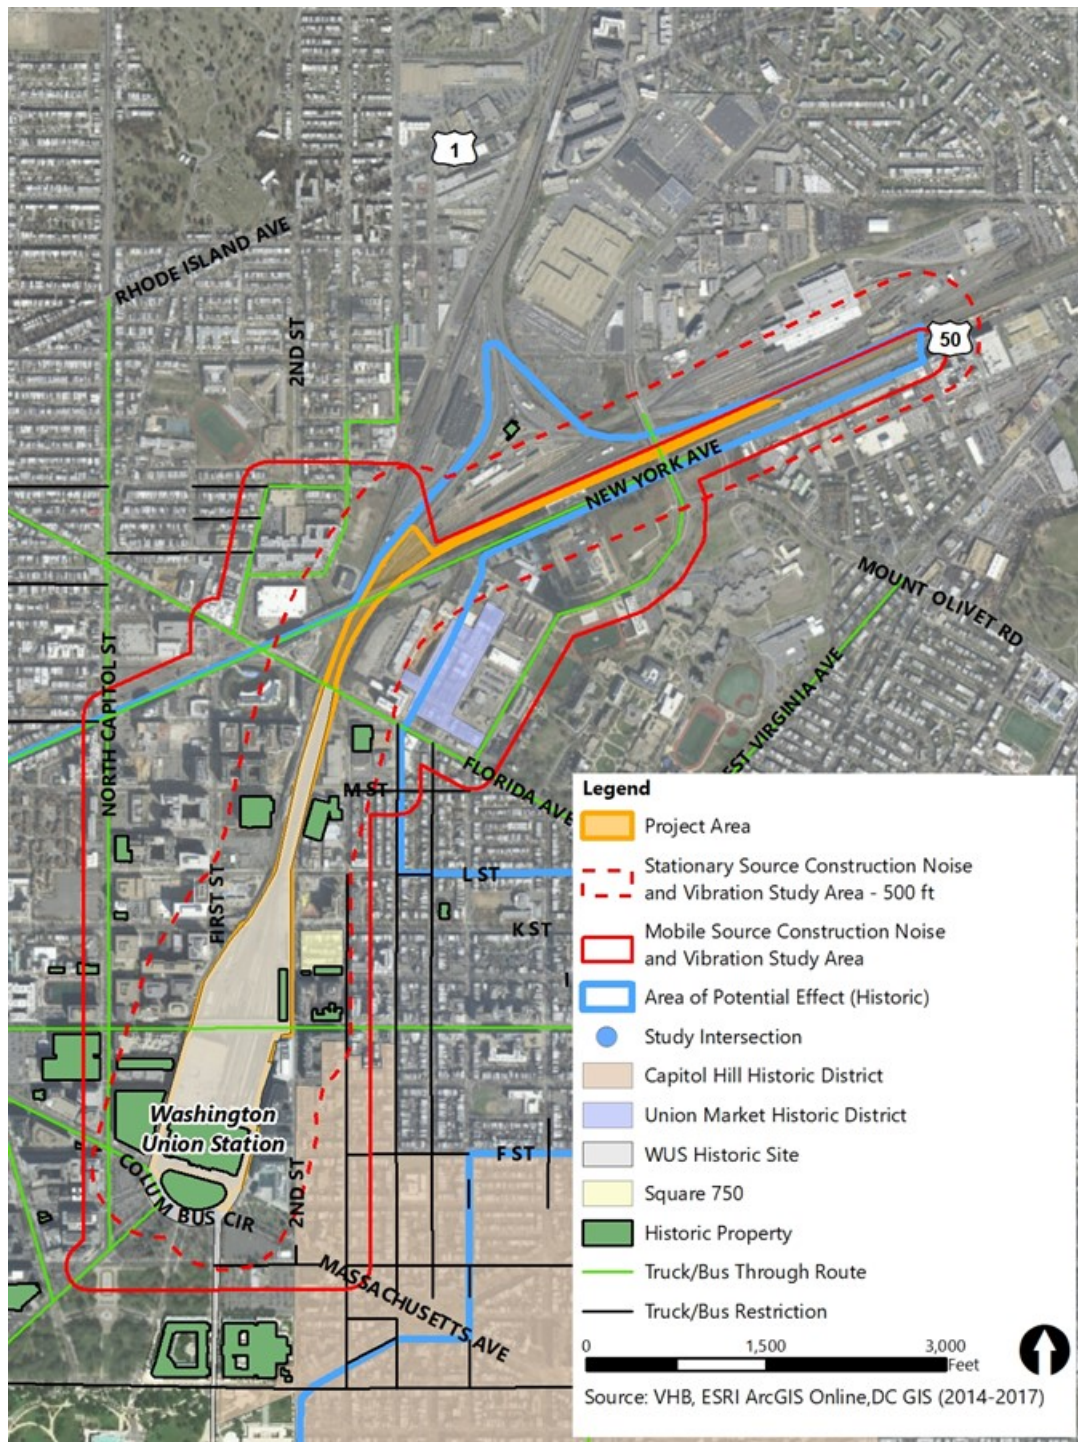 1
RHODE ISLAND AVE
2ND ST
50
NEW YORK AVE
MOUNT OLIVET RD
NORTH CAPITOL ST
EST VIRGINIA AVE
FLORIDA AVE
M ST
L ST
FIRST ST
K ST
Washington
Union Station
F ST
COLUMBUS CIR
2ND ST
MASSACHUSETTS AVE
Legend
Project Area
Stationary Source Construction Noise
and Vibration Study Area - 500 ft
Mobile Source Construction Noise
and Vibration Study Area
Area of Potential Effect (Historic)
Study Intersection
Capitol Hill Historic District
Union Market Historic District
WUS Historic Site
Square 750
Historic Property
Truck/Bus Through Route
Truck/Bus Restriction
0 1,500 3,000
Feet
Source: VHB, ESRI ArcGIS Online,DC GIS (2014-2017)